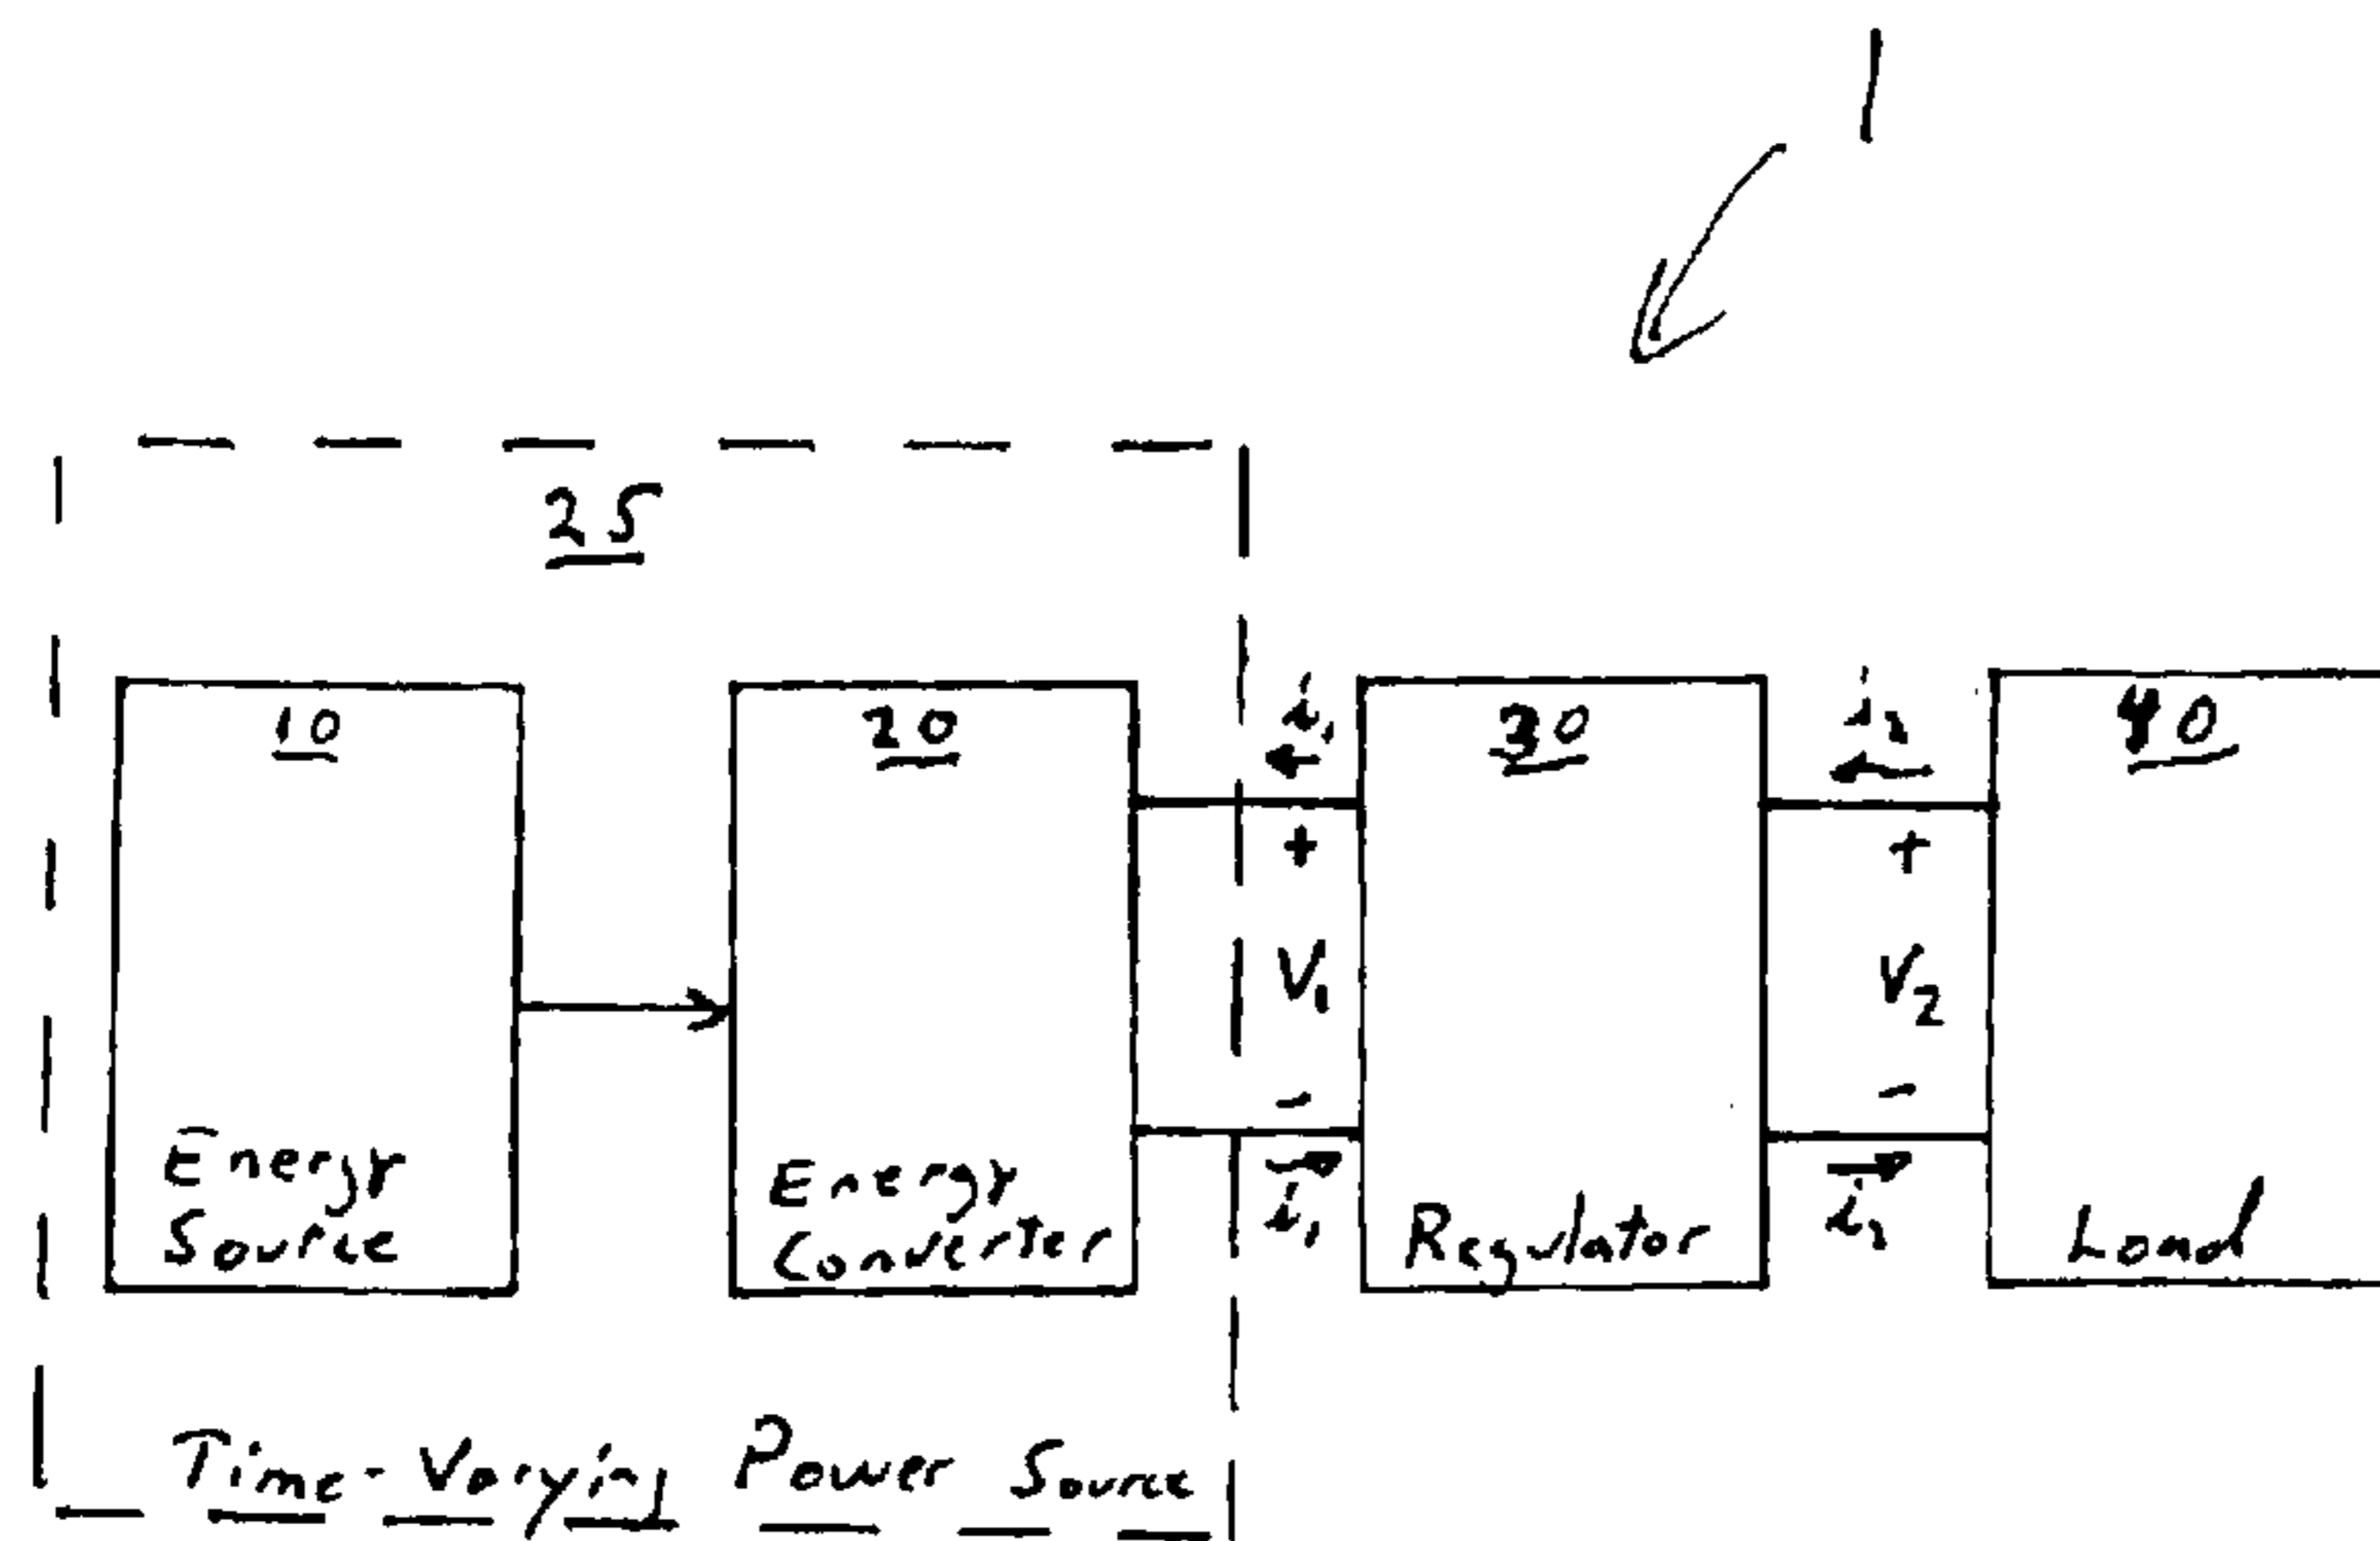 1
25
10
20
i₁
30
i₂
40
+
+
V₁
V₂
-
-
Energy
Source
Energy
Converter
i₁
Regulator
i₂
Load
Time-Varying Power Source